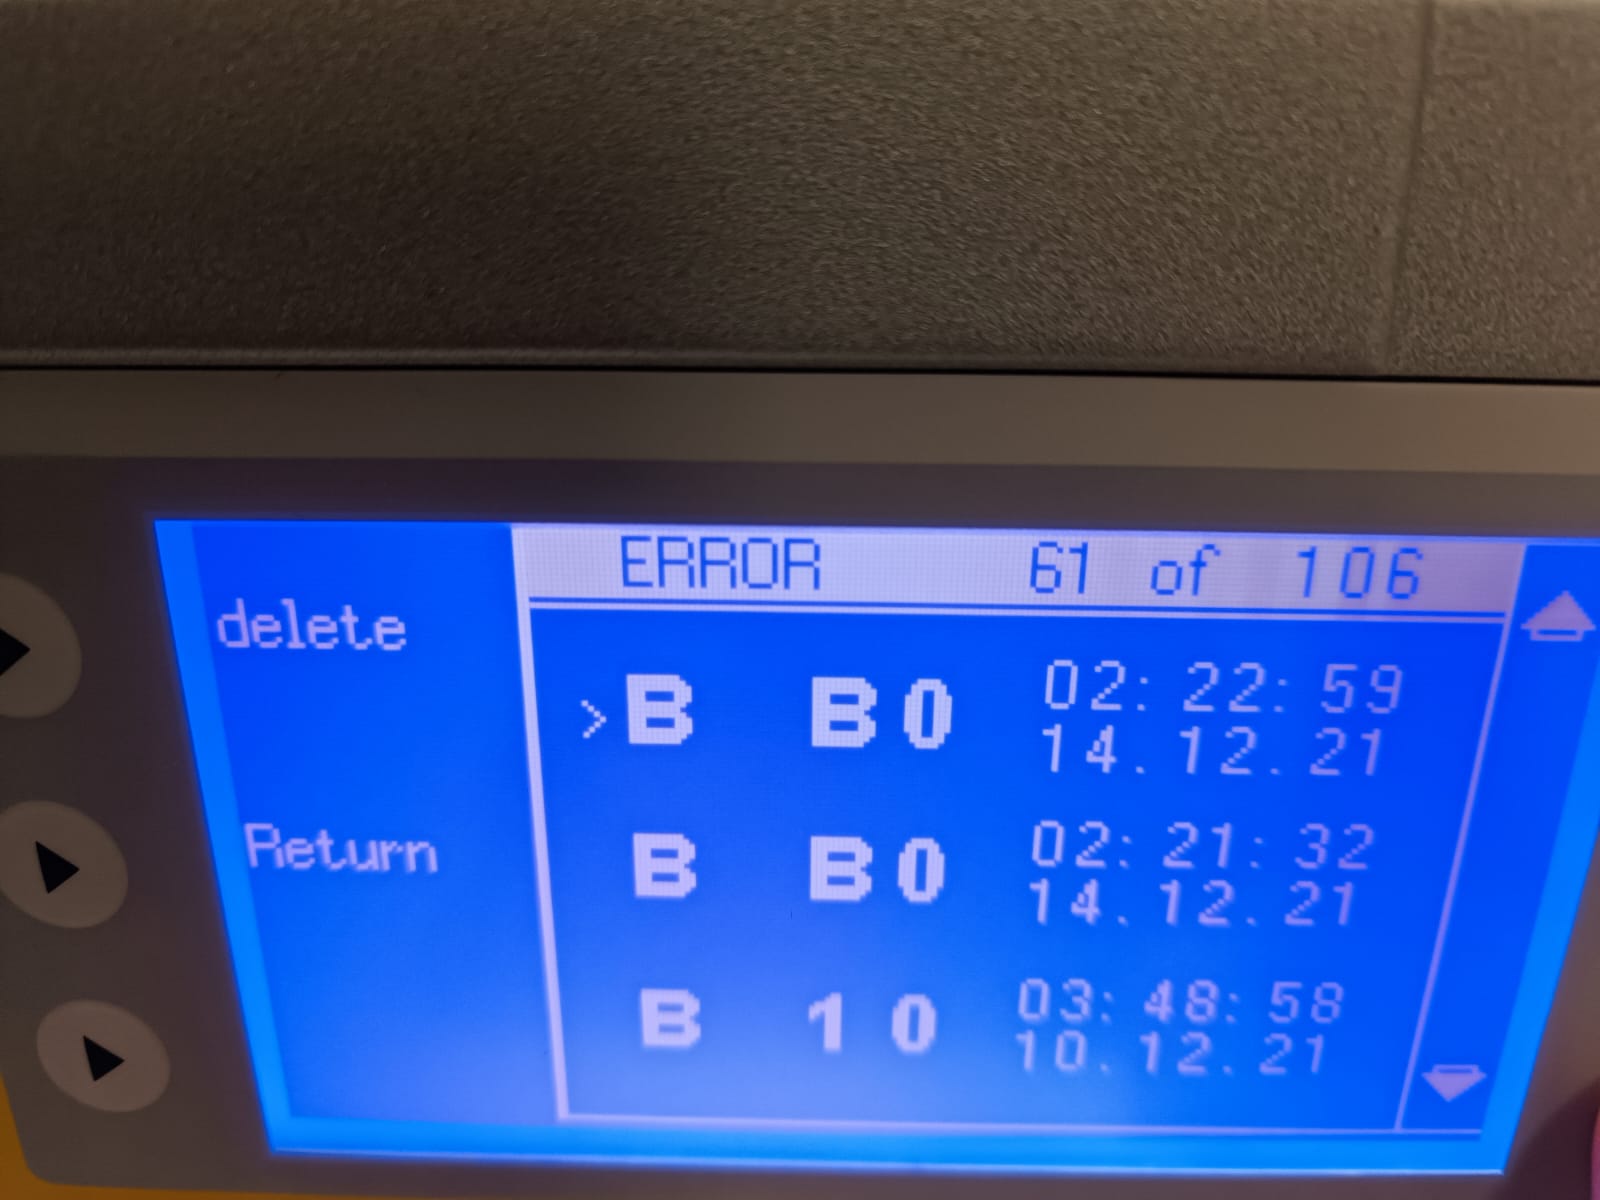 ERROR 61 of 106
delete
>B B0 02:22:59
14.12.21
B B0 02:21:32
14.12.21
Return
B 10 03:48:58
10.12.21